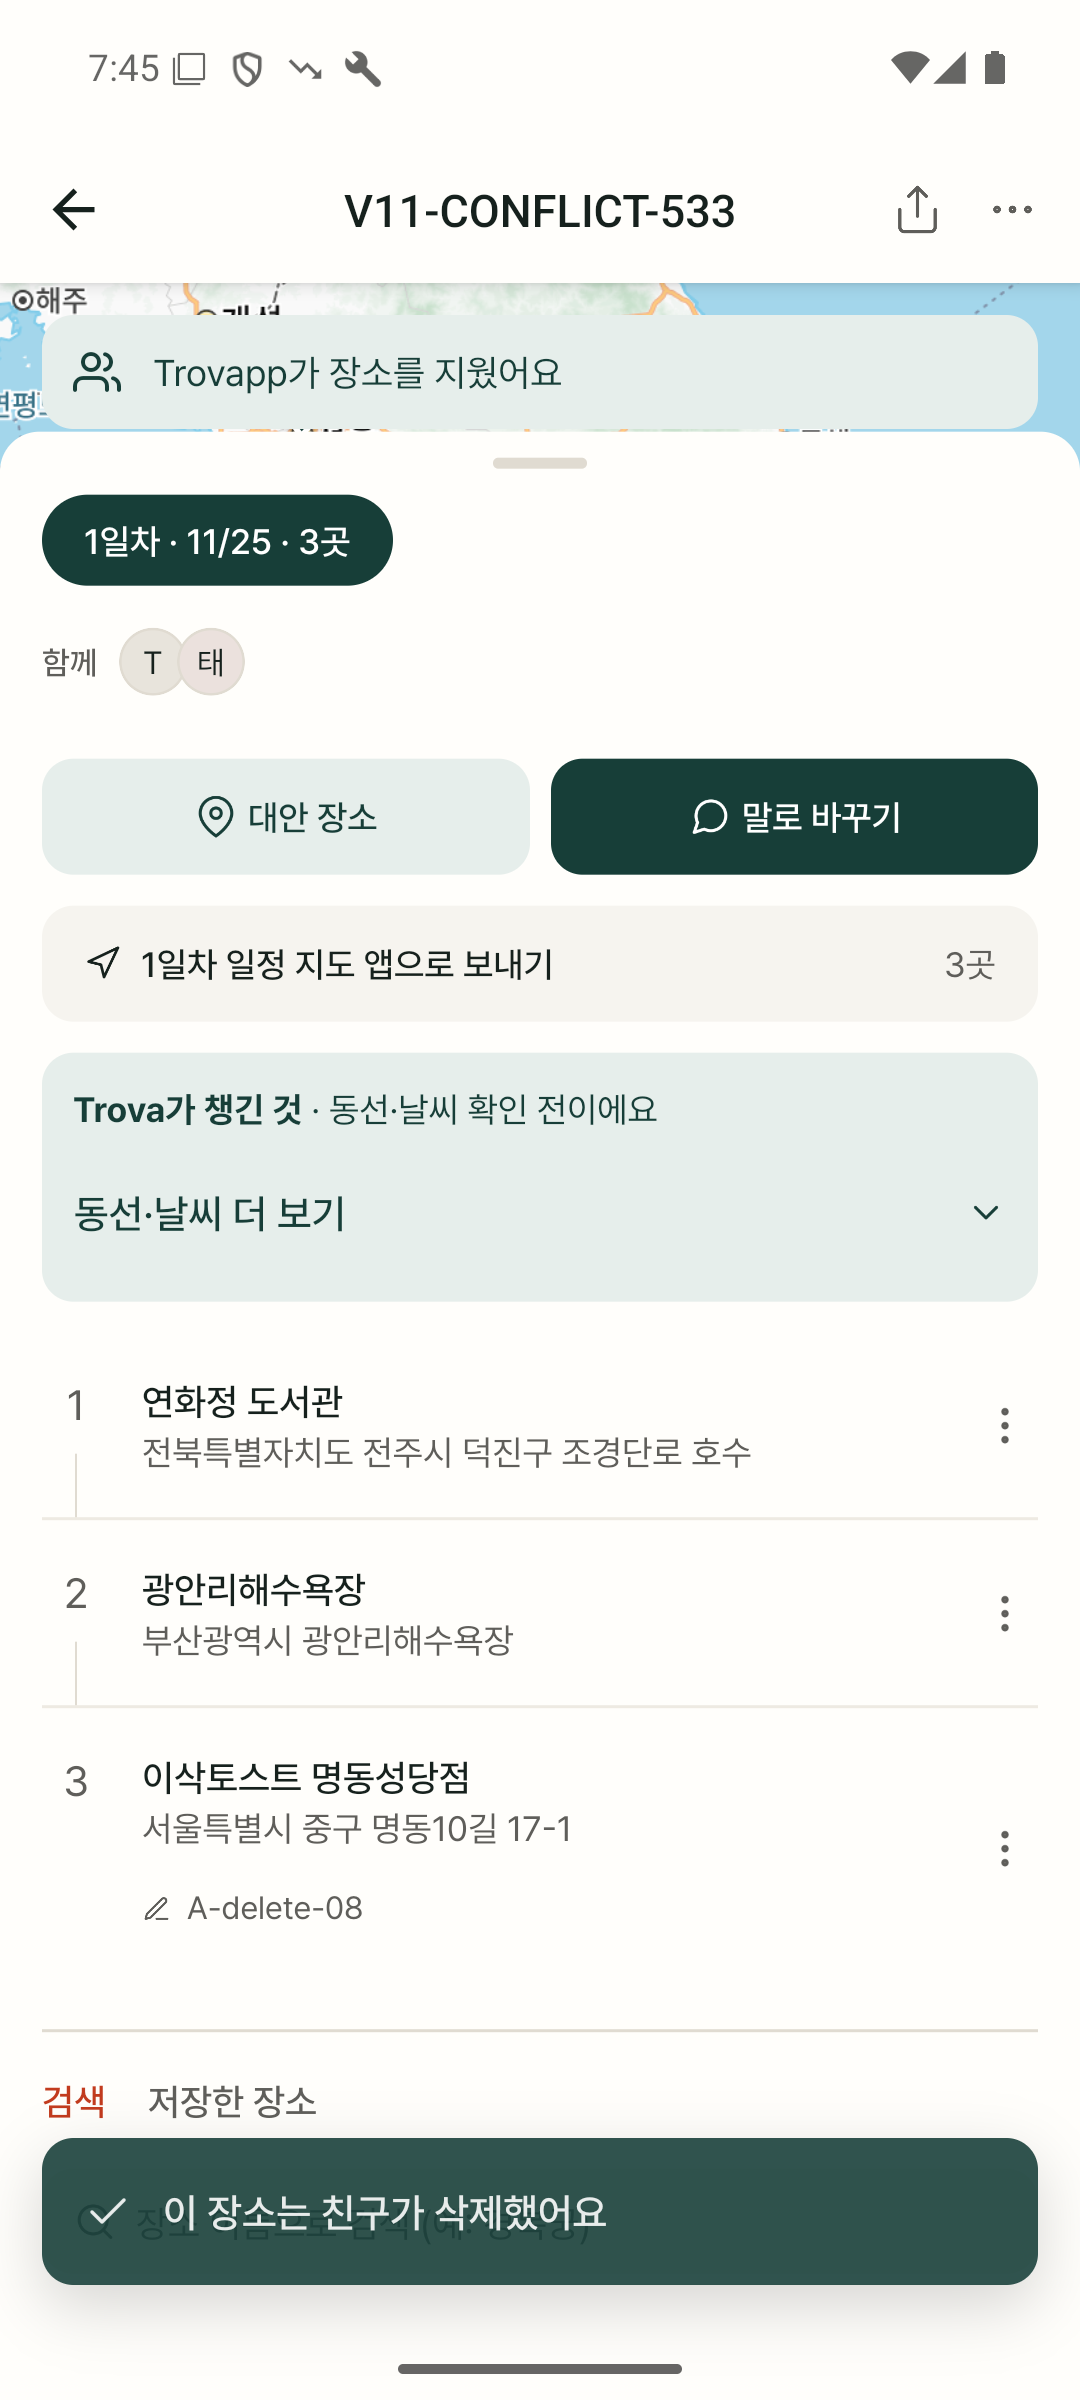 7:45
V11-CONFLICT-533
해주
Trovapp가 장소를 지웠어요
1일차 · 11/25 · 3곳
함께 T 태
대안 장소
말로 바꾸기
1일차 일정 지도 앱으로 보내기 3곳
Trova가 챙긴 것 · 동선·날씨 확인 전이에요
동선·날씨 더 보기
1 연화정 도서관
전북특별자치도 전주시 덕진구 조경단로 호수
2 광안리해수욕장
부산광역시 광안리해수욕장
3 이삭토스트 명동성당점
서울특별시 중구 명동10길 17-1
A-delete-08
검색 저장한 장소
이 장소는 친구가 삭제했어요